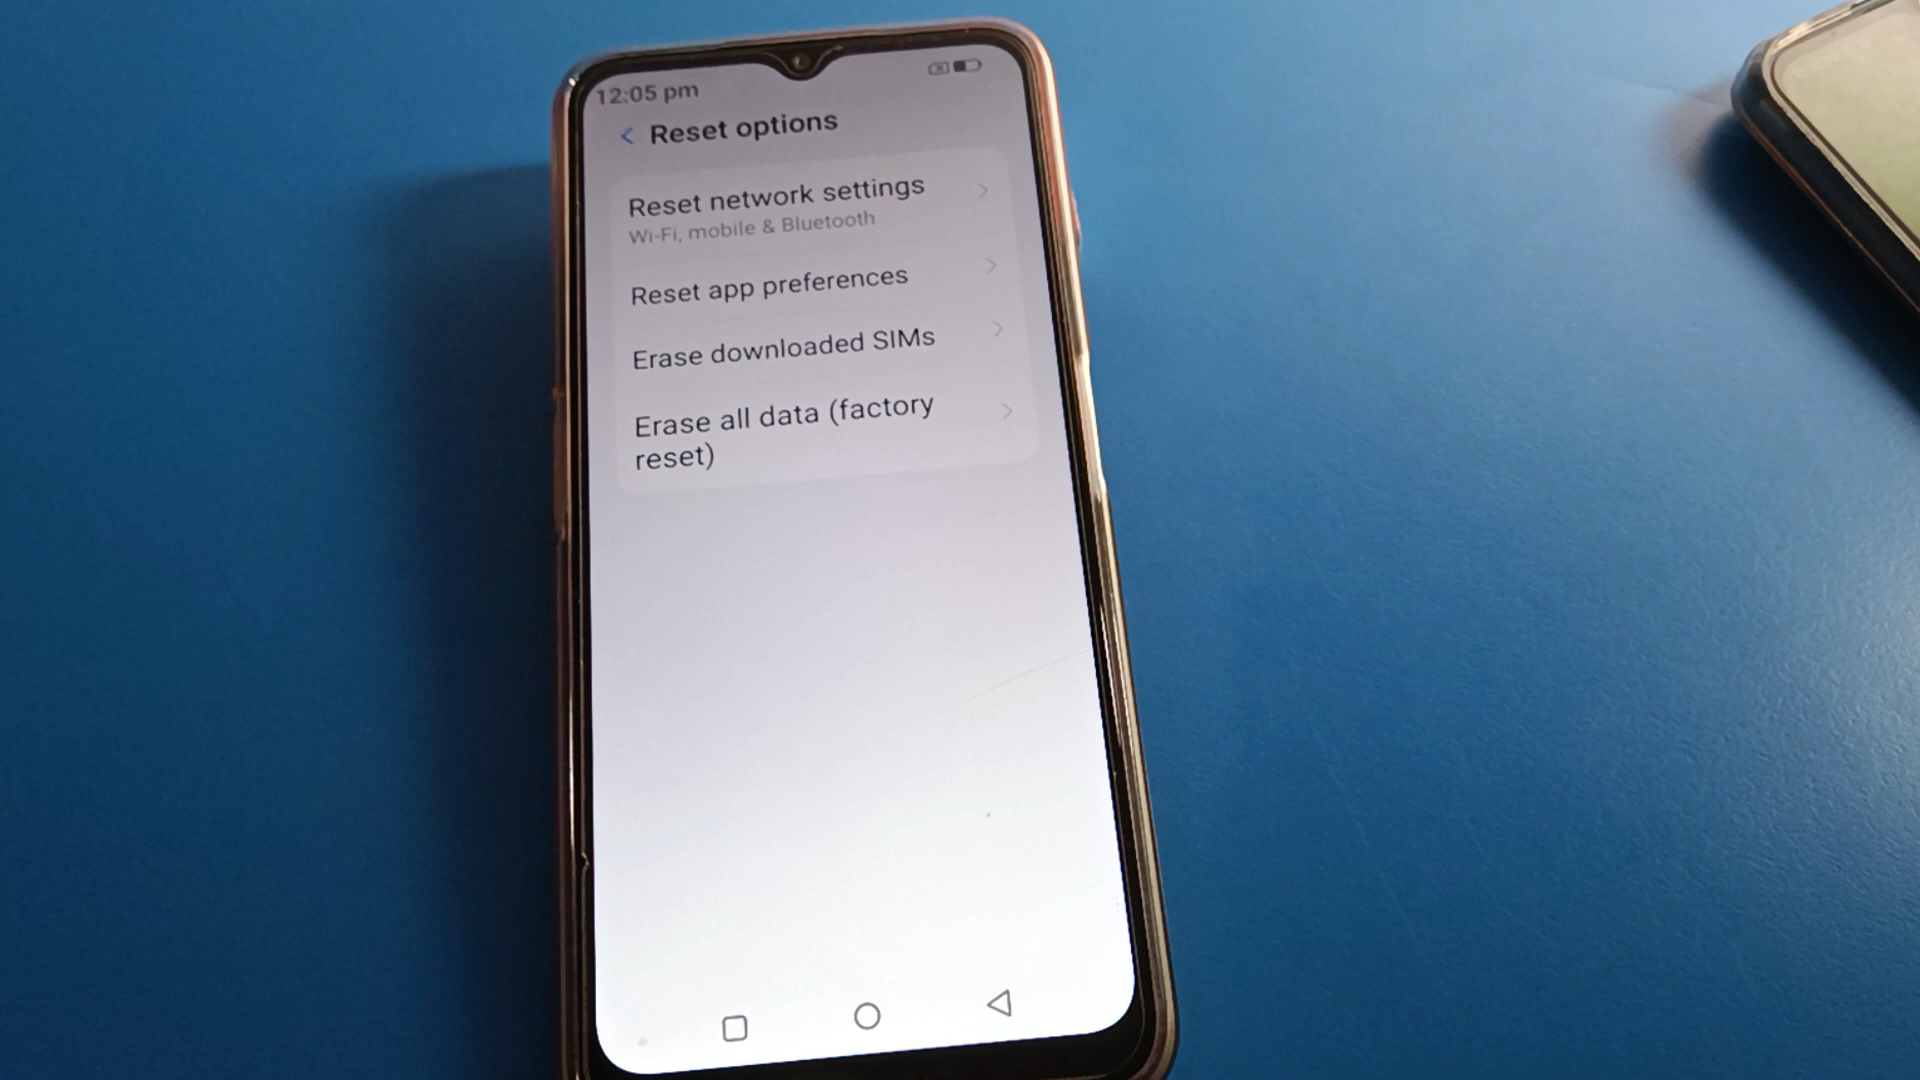 12:05 pm
Reset options
Reset network settings
Wi-Fi, mobile & Bluetooth
Reset app preferences
Erase downloaded SIMs
Erase all data (factory
reset)